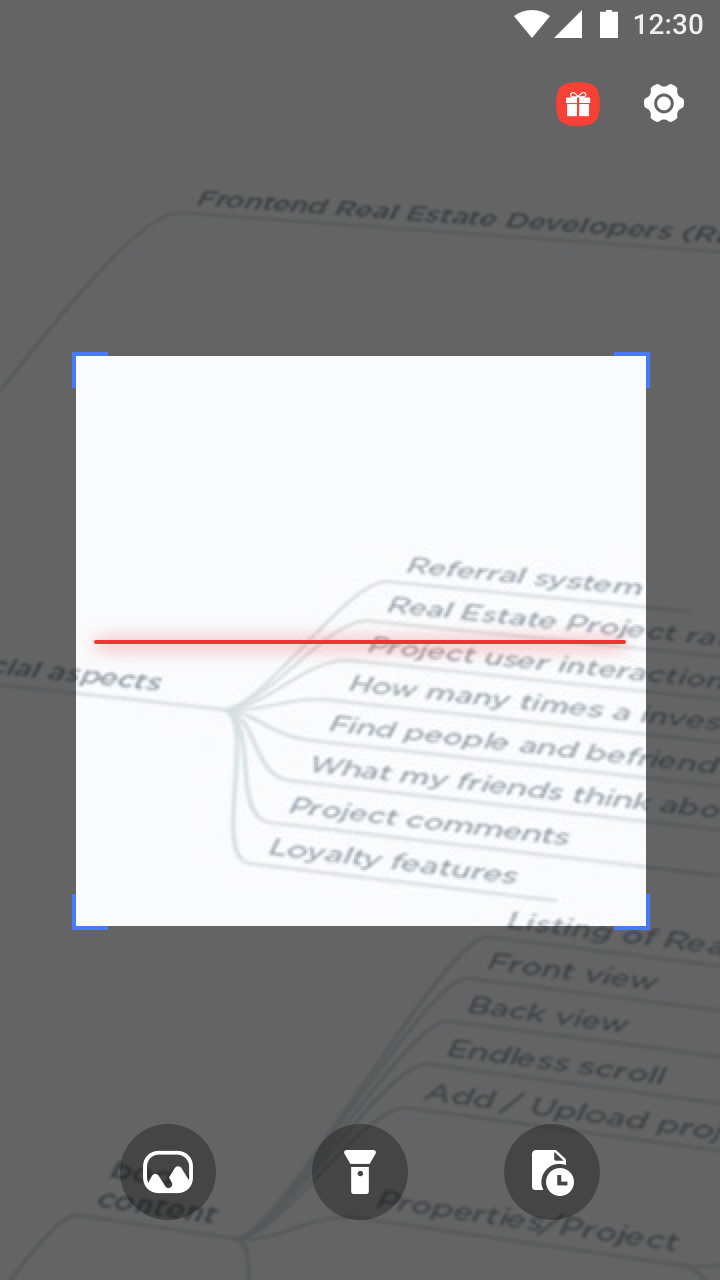 12:30
Frontend Real Estate Developers
Referral system
Real Estate Project
Project user interaction
cial aspects
How many times a inves
Find people and befriend
What my friends think abo
Project comments
Loyalty features
Listing of Rea
Front view
Back view
Endless scroll
Add / Upload proj
content
Properties/Project